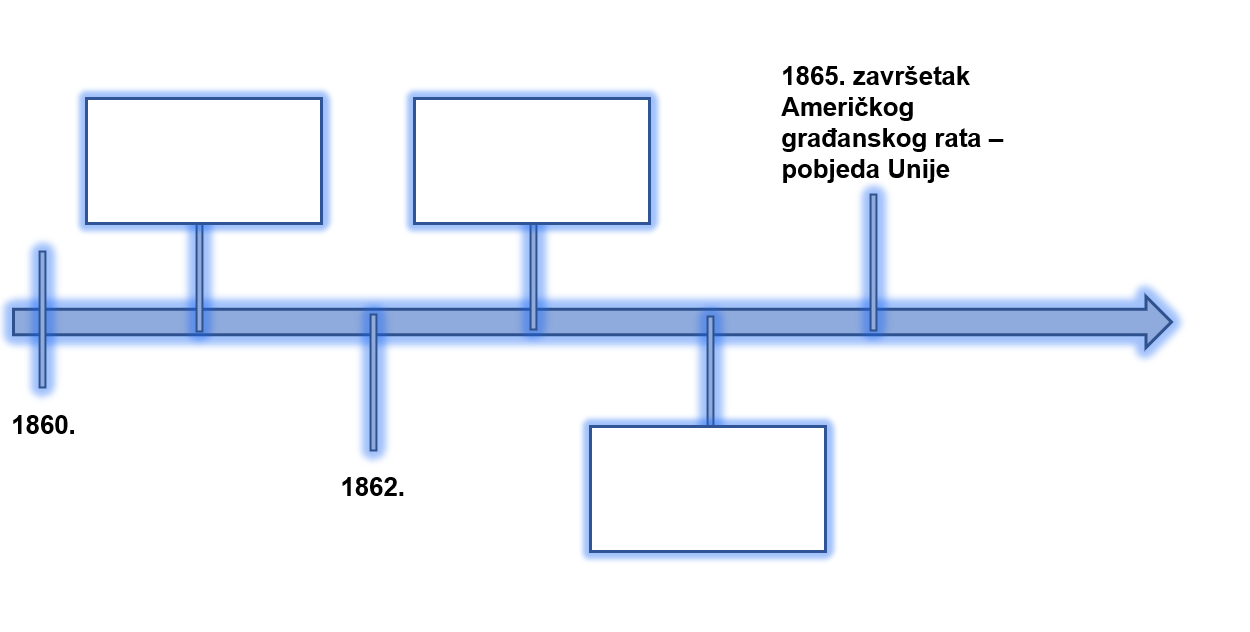 1865. završetak
Američkog
građanskog rata –
pobjeda Unije
1860.
1862.